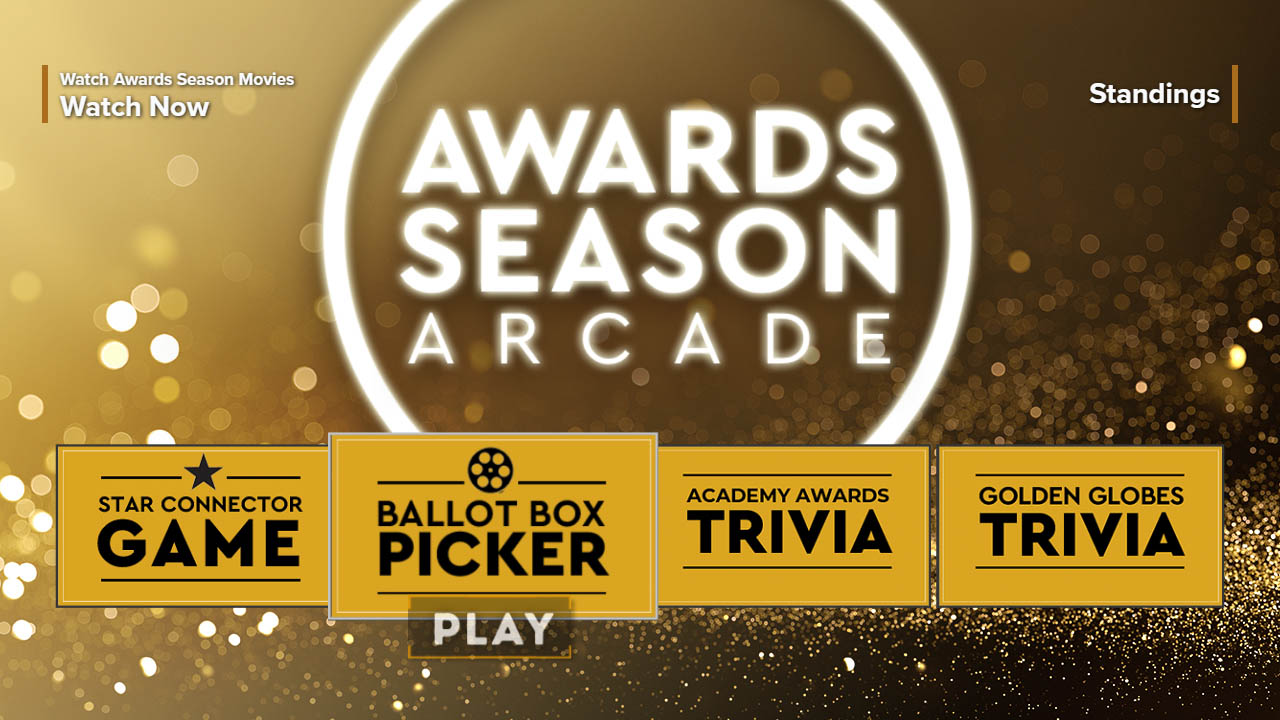 Watch Awards Season Movies
Watch Now
Standings
AWARDS
SEASON
ARCADE
STAR CONNECTOR
GAME
BALLOT BOX
PICKER
PLAY
ACADEMY AWARDS
TRIVIA
GOLDEN GLOBES
TRIVIA